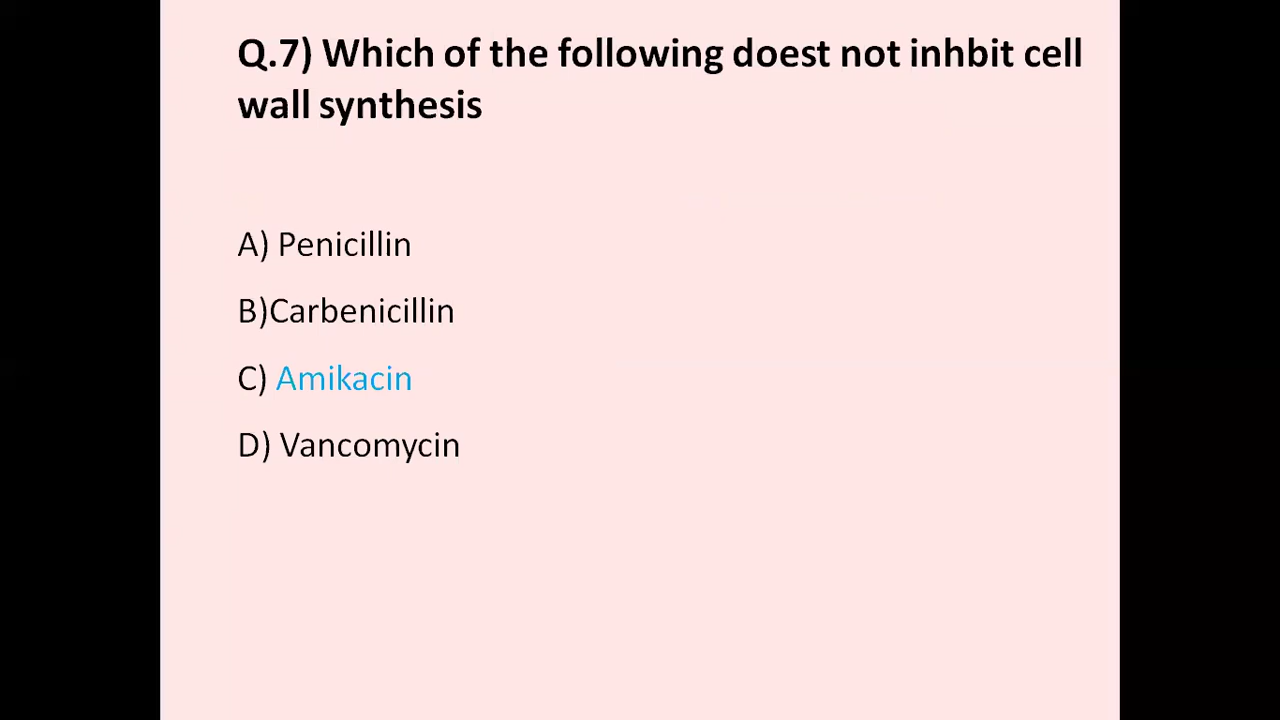 Q.7) Which of the following doest not inhbit cell
wall synthesis
A) Penicillin
B)Carbenicillin
C) Amikacin
D) Vancomycin